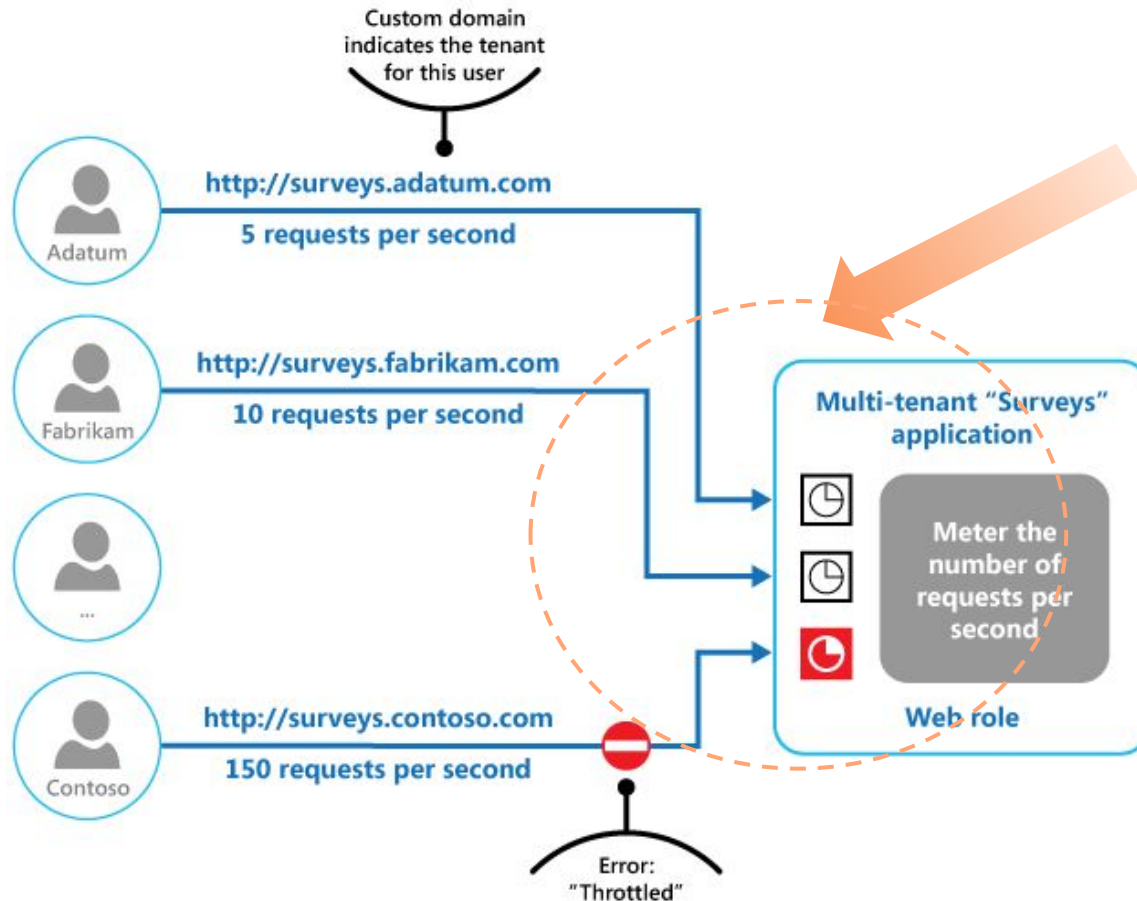 Custom domain
indicates the tenant
for this user
http://surveys.adatum.com
5 requests per second
Adatum
http://surveys.fabrikam.com
10 requests per second
Fabrikam
...
http://surveys.contoso.com
150 requests per second
Contoso
Error:
"Throttled"
Multi-tenant “Surveys”
application
Meter the
number of
requests per
second
Web role